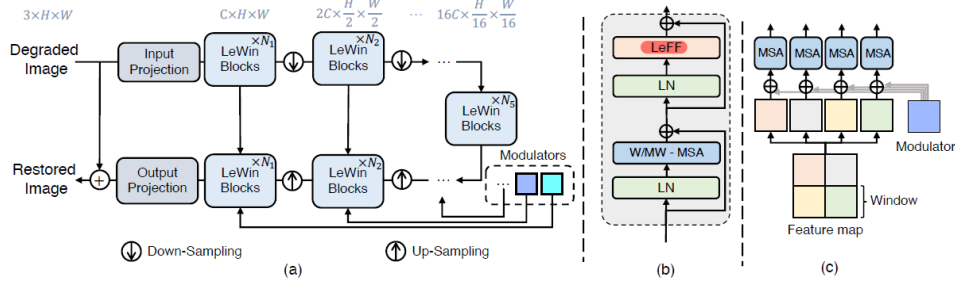 3×H×W
C×H×W
2C×H/2×W/2
...
16C×H/16×W/16
Degraded
Image
Input
Projection
×N₁
LeWin
Blocks
×N₂
LeWin
Blocks
...
...
×N₅
LeWin
Blocks
Restored
Image
Output
Projection
×N₁
LeWin
Blocks
×N₂
LeWin
Blocks
...
Modulators
...
Down-Sampling
Up-Sampling
(a)
LeFF
LN
W/MW - MSA
LN
(b)
MSA
MSA
MSA
MSA
Modulator
Window
Feature map
(c)